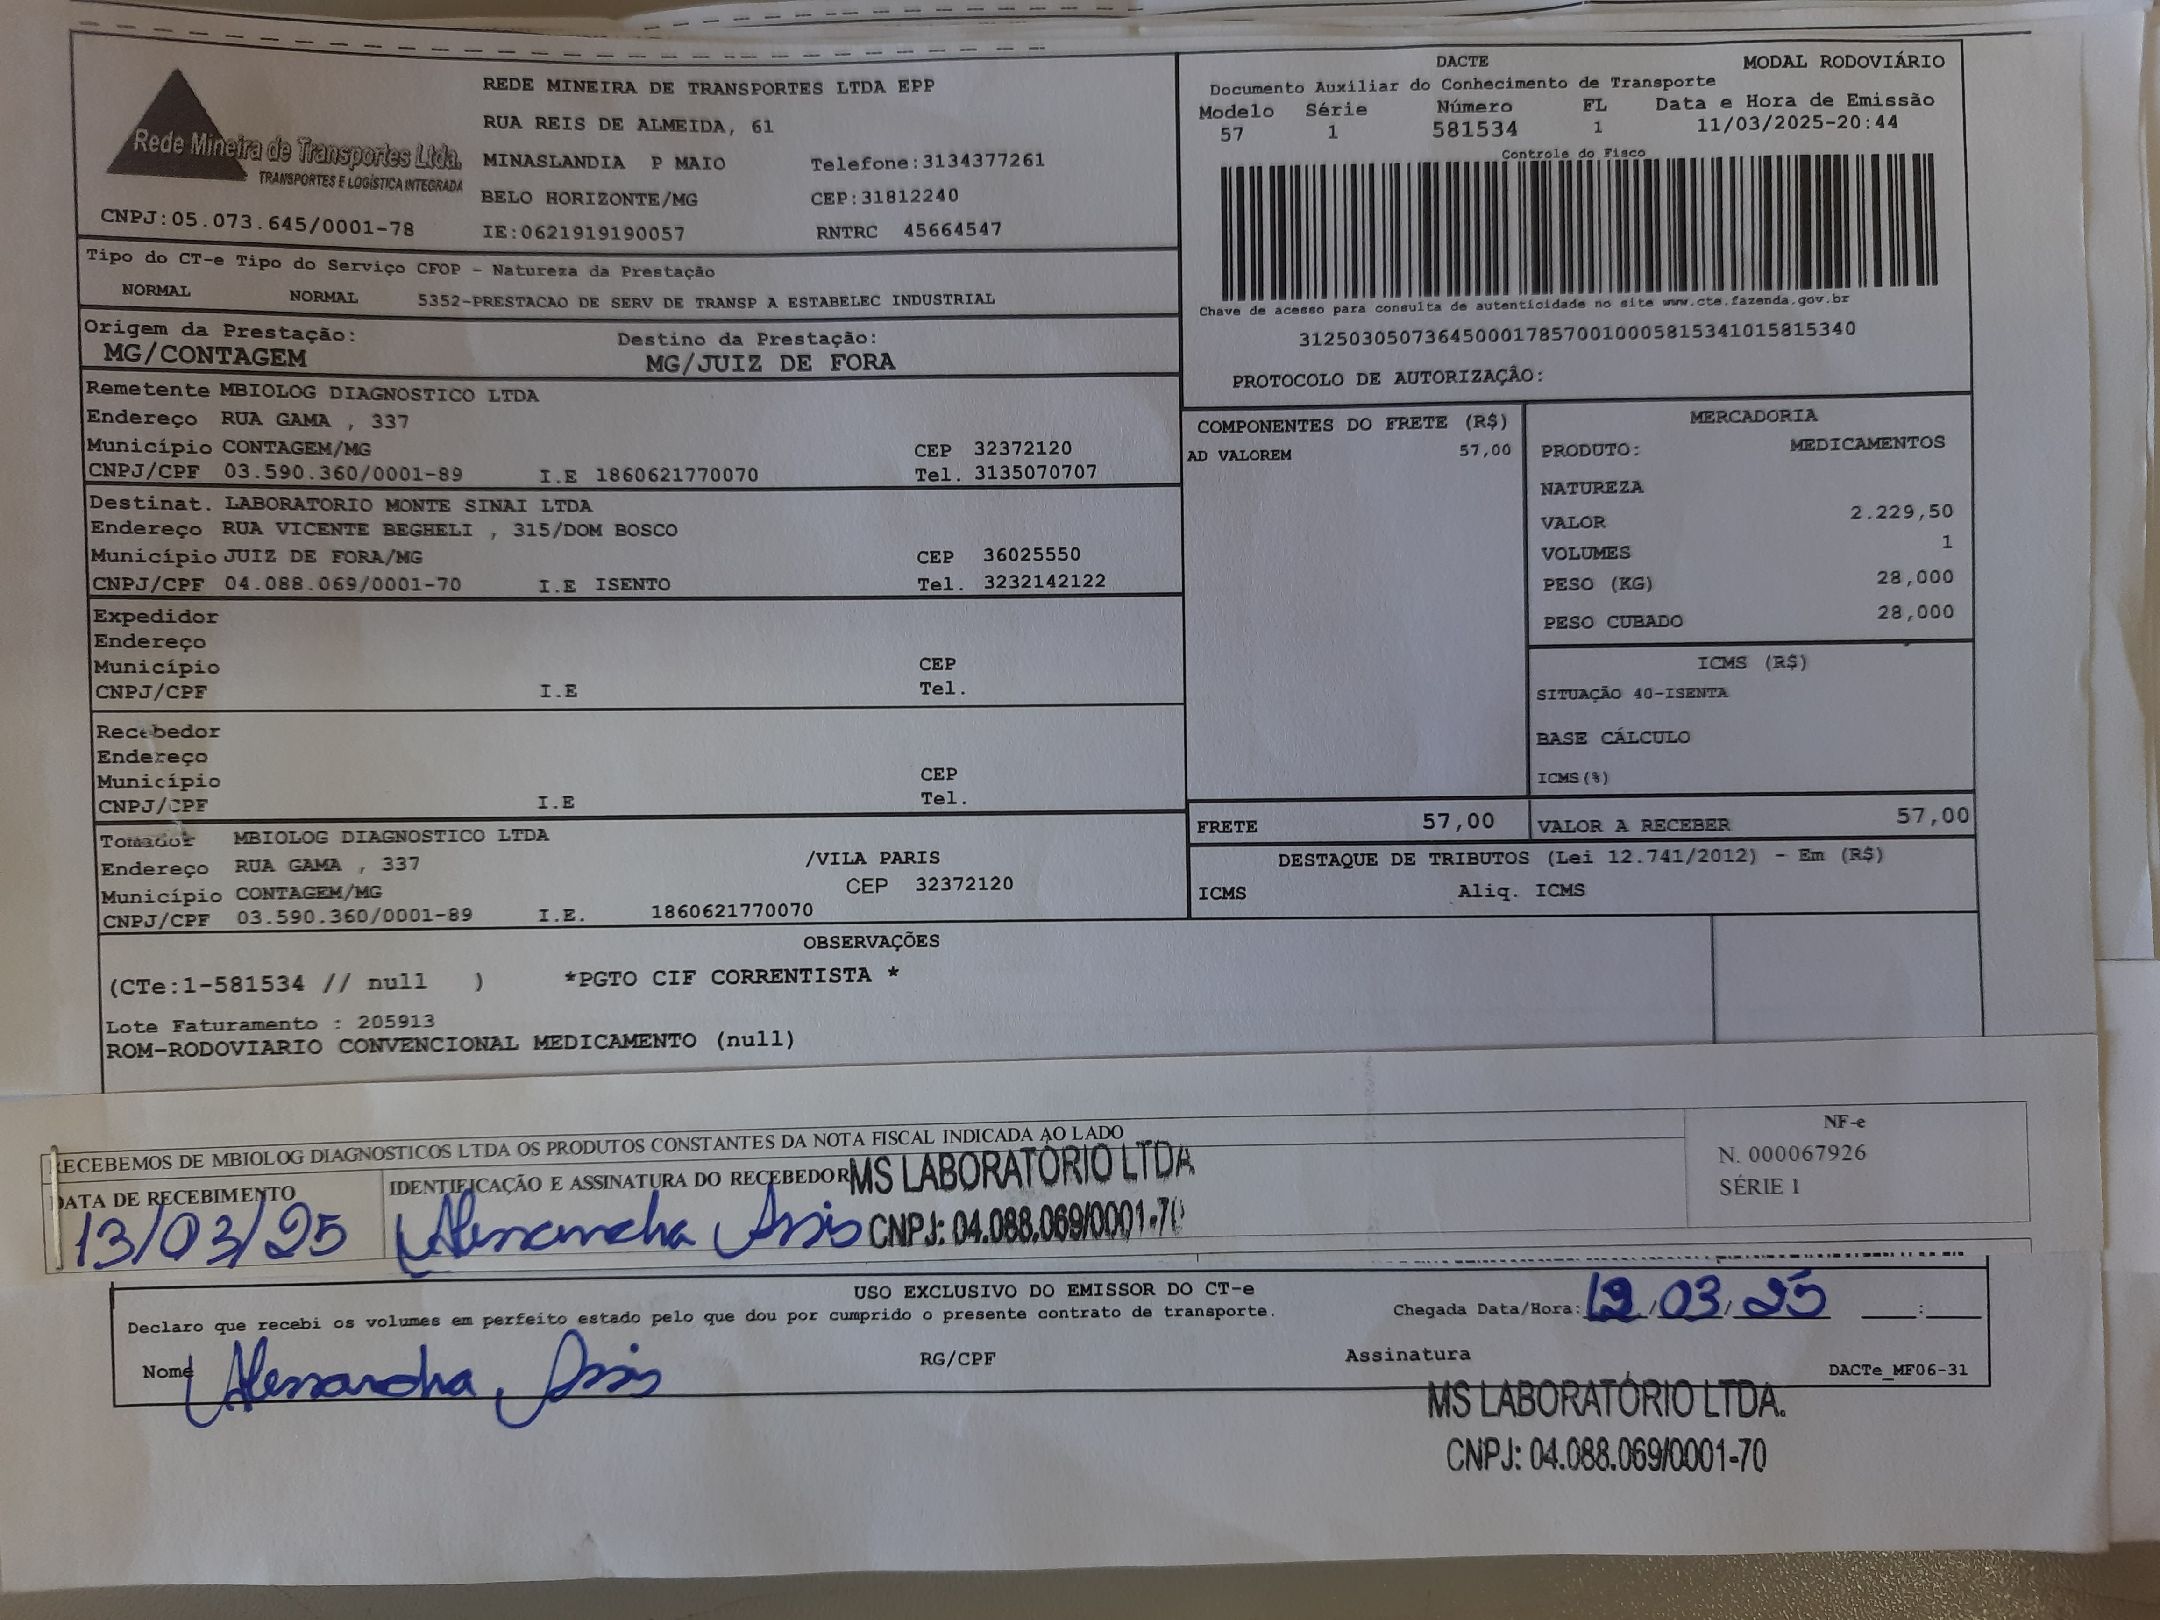 Rede Mineira de Transportes Ltda.
TRANSPORTES E LOGÍSTICA INTEGRADA
CNPJ:05.073.645/0001-78
REDE MINEIRA DE TRANSPORTES LTDA EPP
RUA REIS DE ALMEIDA, 61
MINASLANDIA P MAIO Telefone:3134377261
BELO HORIZONTE/MG CEP:31812240
IE:0621919190057 RNTRC 45664547
DACTE MODAL RODOVIÁRIO
Documento Auxiliar do Conhecimento de Transporte
Modelo Série Número FL Data e Hora de Emissão
57 1 581534 1 11/03/2025-20:44
Controle do Fisco
Chave de acesso para consulta de autenticidade no site www.cte.fazenda.gov.br
31250305073645000178570010005815341015815340
PROTOCOLO DE AUTORIZAÇÃO:
Tipo do CT-e Tipo do Serviço CFOP - Natureza da Prestação
NORMAL NORMAL 5352-PRESTACAO DE SERV DE TRANSP A ESTABELEC INDUSTRIAL
Origem da Prestação: Destino da Prestação:
MG/CONTAGEM MG/JUIZ DE FORA
Remetente MBIOLOG DIAGNOSTICO LTDA
Endereço RUA GAMA , 337
Município CONTAGEM/MG CEP 32372120
CNPJ/CPF 03.590.360/0001-89 I.E 1860621770070 Tel. 3135070707
Destinat. LABORATORIO MONTE SINAI LTDA
Endereço RUA VICENTE BEGHELI , 315/DOM BOSCO
Município JUIZ DE FORA/MG CEP 36025550
CNPJ/CPF 04.088.069/0001-70 I.E ISENTO Tel. 3232142122
Expedidor
Endereço
Município CEP
CNPJ/CPF I.E Tel.
Recebedor
Endereço
Município CEP
CNPJ/CPF I.E Tel.
Tomador MBIOLOG DIAGNOSTICO LTDA
Endereço RUA GAMA , 337 /VILA PARIS
Município CONTAGEM/MG CEP 32372120
CNPJ/CPF 03.590.360/0001-89 I.E. 1860621770070
COMPONENTES DO FRETE (R$)
AD VALOREM 57,00
MERCADORIA
PRODUTO: MEDICAMENTOS
NATUREZA
VALOR 2.229,50
VOLUMES 1
PESO (KG) 28,000
PESO CUBADO 28,000
ICMS (R$)
SITUAÇÃO 40-ISENTA
BASE CÁLCULO
ICMS(%)
FRETE 57,00 VALOR A RECEBER 57,00
DESTAQUE DE TRIBUTOS (Lei 12.741/2012) - Em (R$)
ICMS Aliq. ICMS
OBSERVAÇÕES
(CTe:1-581534 // null ) *PGTO CIF CORRENTISTA *
Lote Faturamento : 205913
ROM-RODOVIARIO CONVENCIONAL MEDICAMENTO (null)
RECEBEMOS DE MBIOLOG DIAGNOSTICOS LTDA OS PRODUTOS CONSTANTES DA NOTA FISCAL INDICADA AO LADO
DATA DE RECEBIMENTO IDENTIFICAÇÃO E ASSINATURA DO RECEBEDOR
13/03/25 Alessandra Assis
MS LABORATÓRIO LTDA
CNPJ: 04.088.069/0001-70
NF-e
N. 000067926
SÉRIE 1
USO EXCLUSIVO DO EMISSOR DO CT-e
Declaro que recebi os volumes em perfeito estado pelo que dou por cumprido o presente contrato de transporte. Chegada Data/Hora: /03/25 :
Nome Alessandra Assis RG/CPF Assinatura
DACTe_MF06-31
MS LABORATÓRIO LTDA.
CNPJ: 04.088.069/0001-70